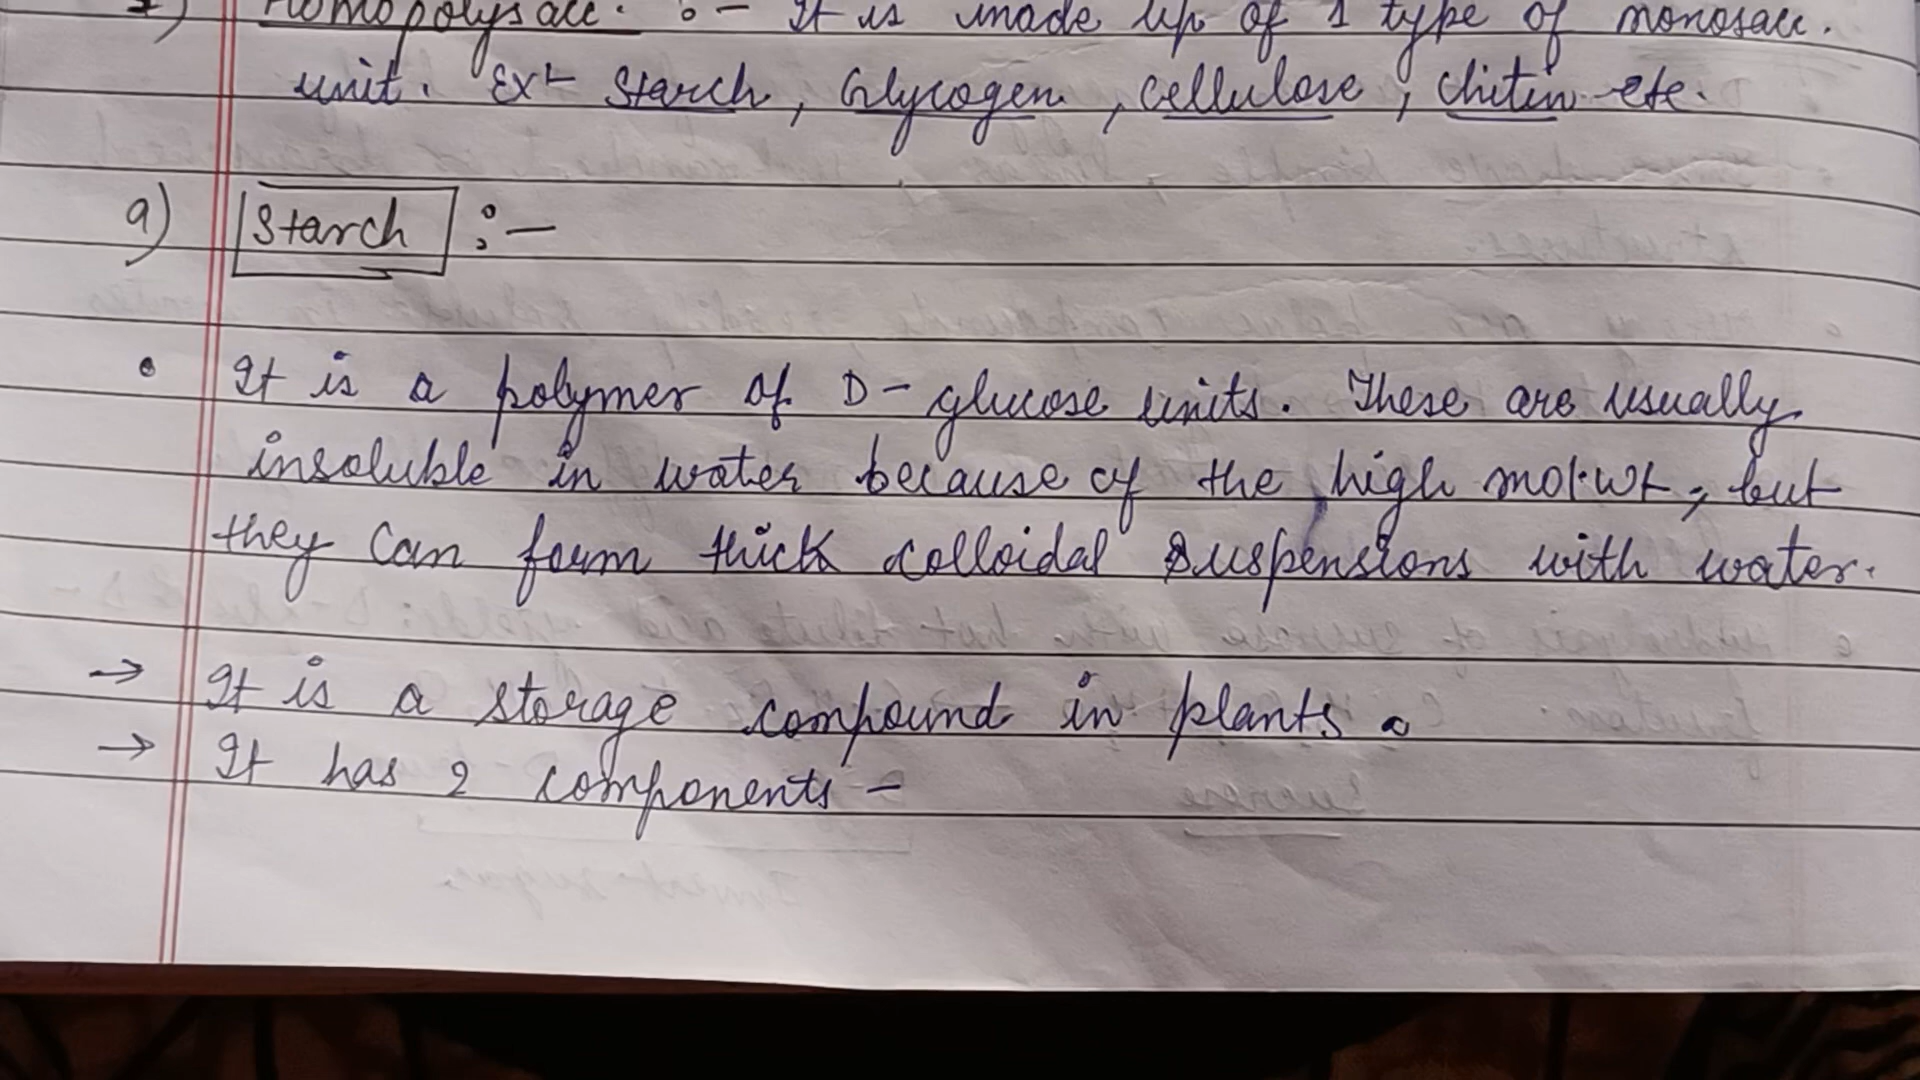 Homopolysacc. :- It is made up of 1 type of monosacc.
unit. Ex:- Starch, Glycogen, Cellulose, Chitin etc.
a) Starch :-
• It is a polymer of D-glucose units. These are usually
insoluble in water because of the high mol.wt, but
they can form thick colloidal suspensions with water.
→ It is a storage compound in plants.
→ It has 2 components -